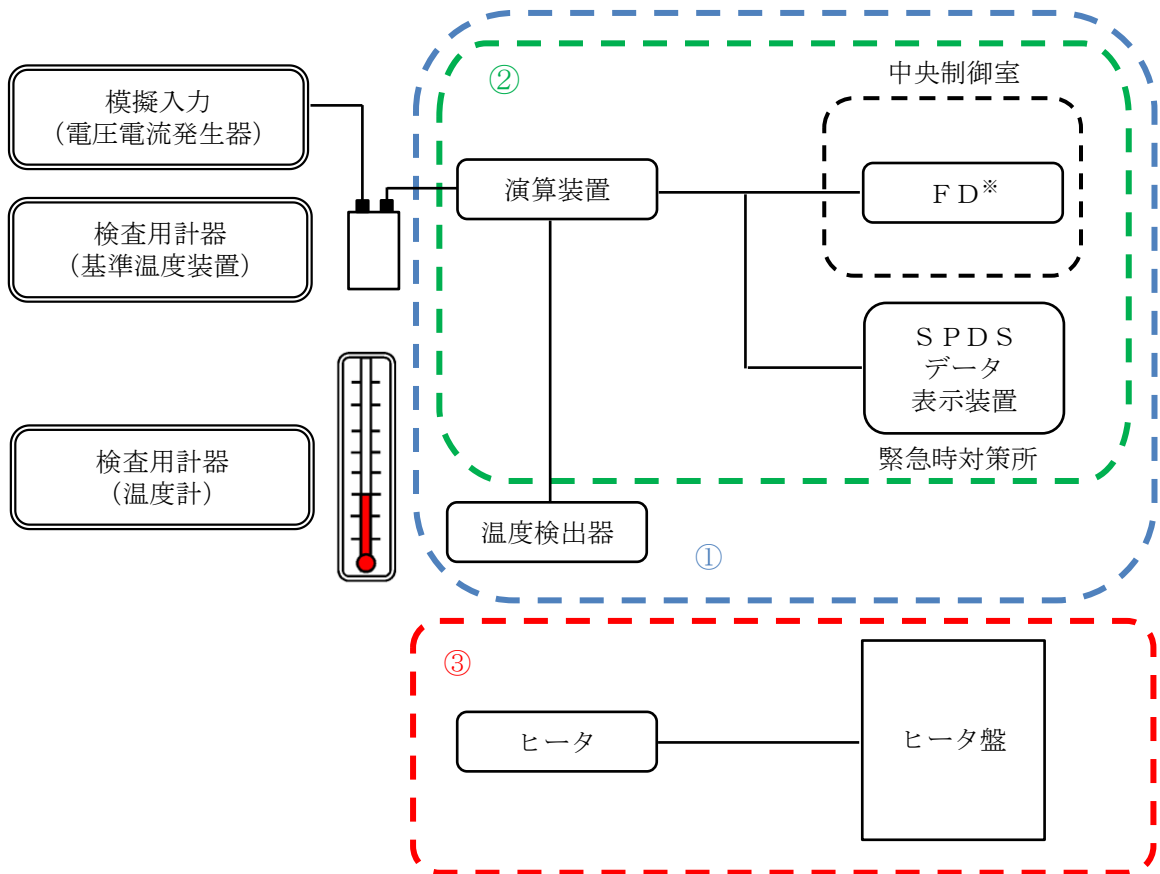 模擬入力
（電圧電流発生器）
検査用計器
（基準温度装置）
検査用計器
（温度計）
②
中央制御室
演算装置
ＦＤ※
ＳＰＤＳ
データ
表示装置
緊急時対策所
温度検出器
①
③
ヒータ
ヒータ盤